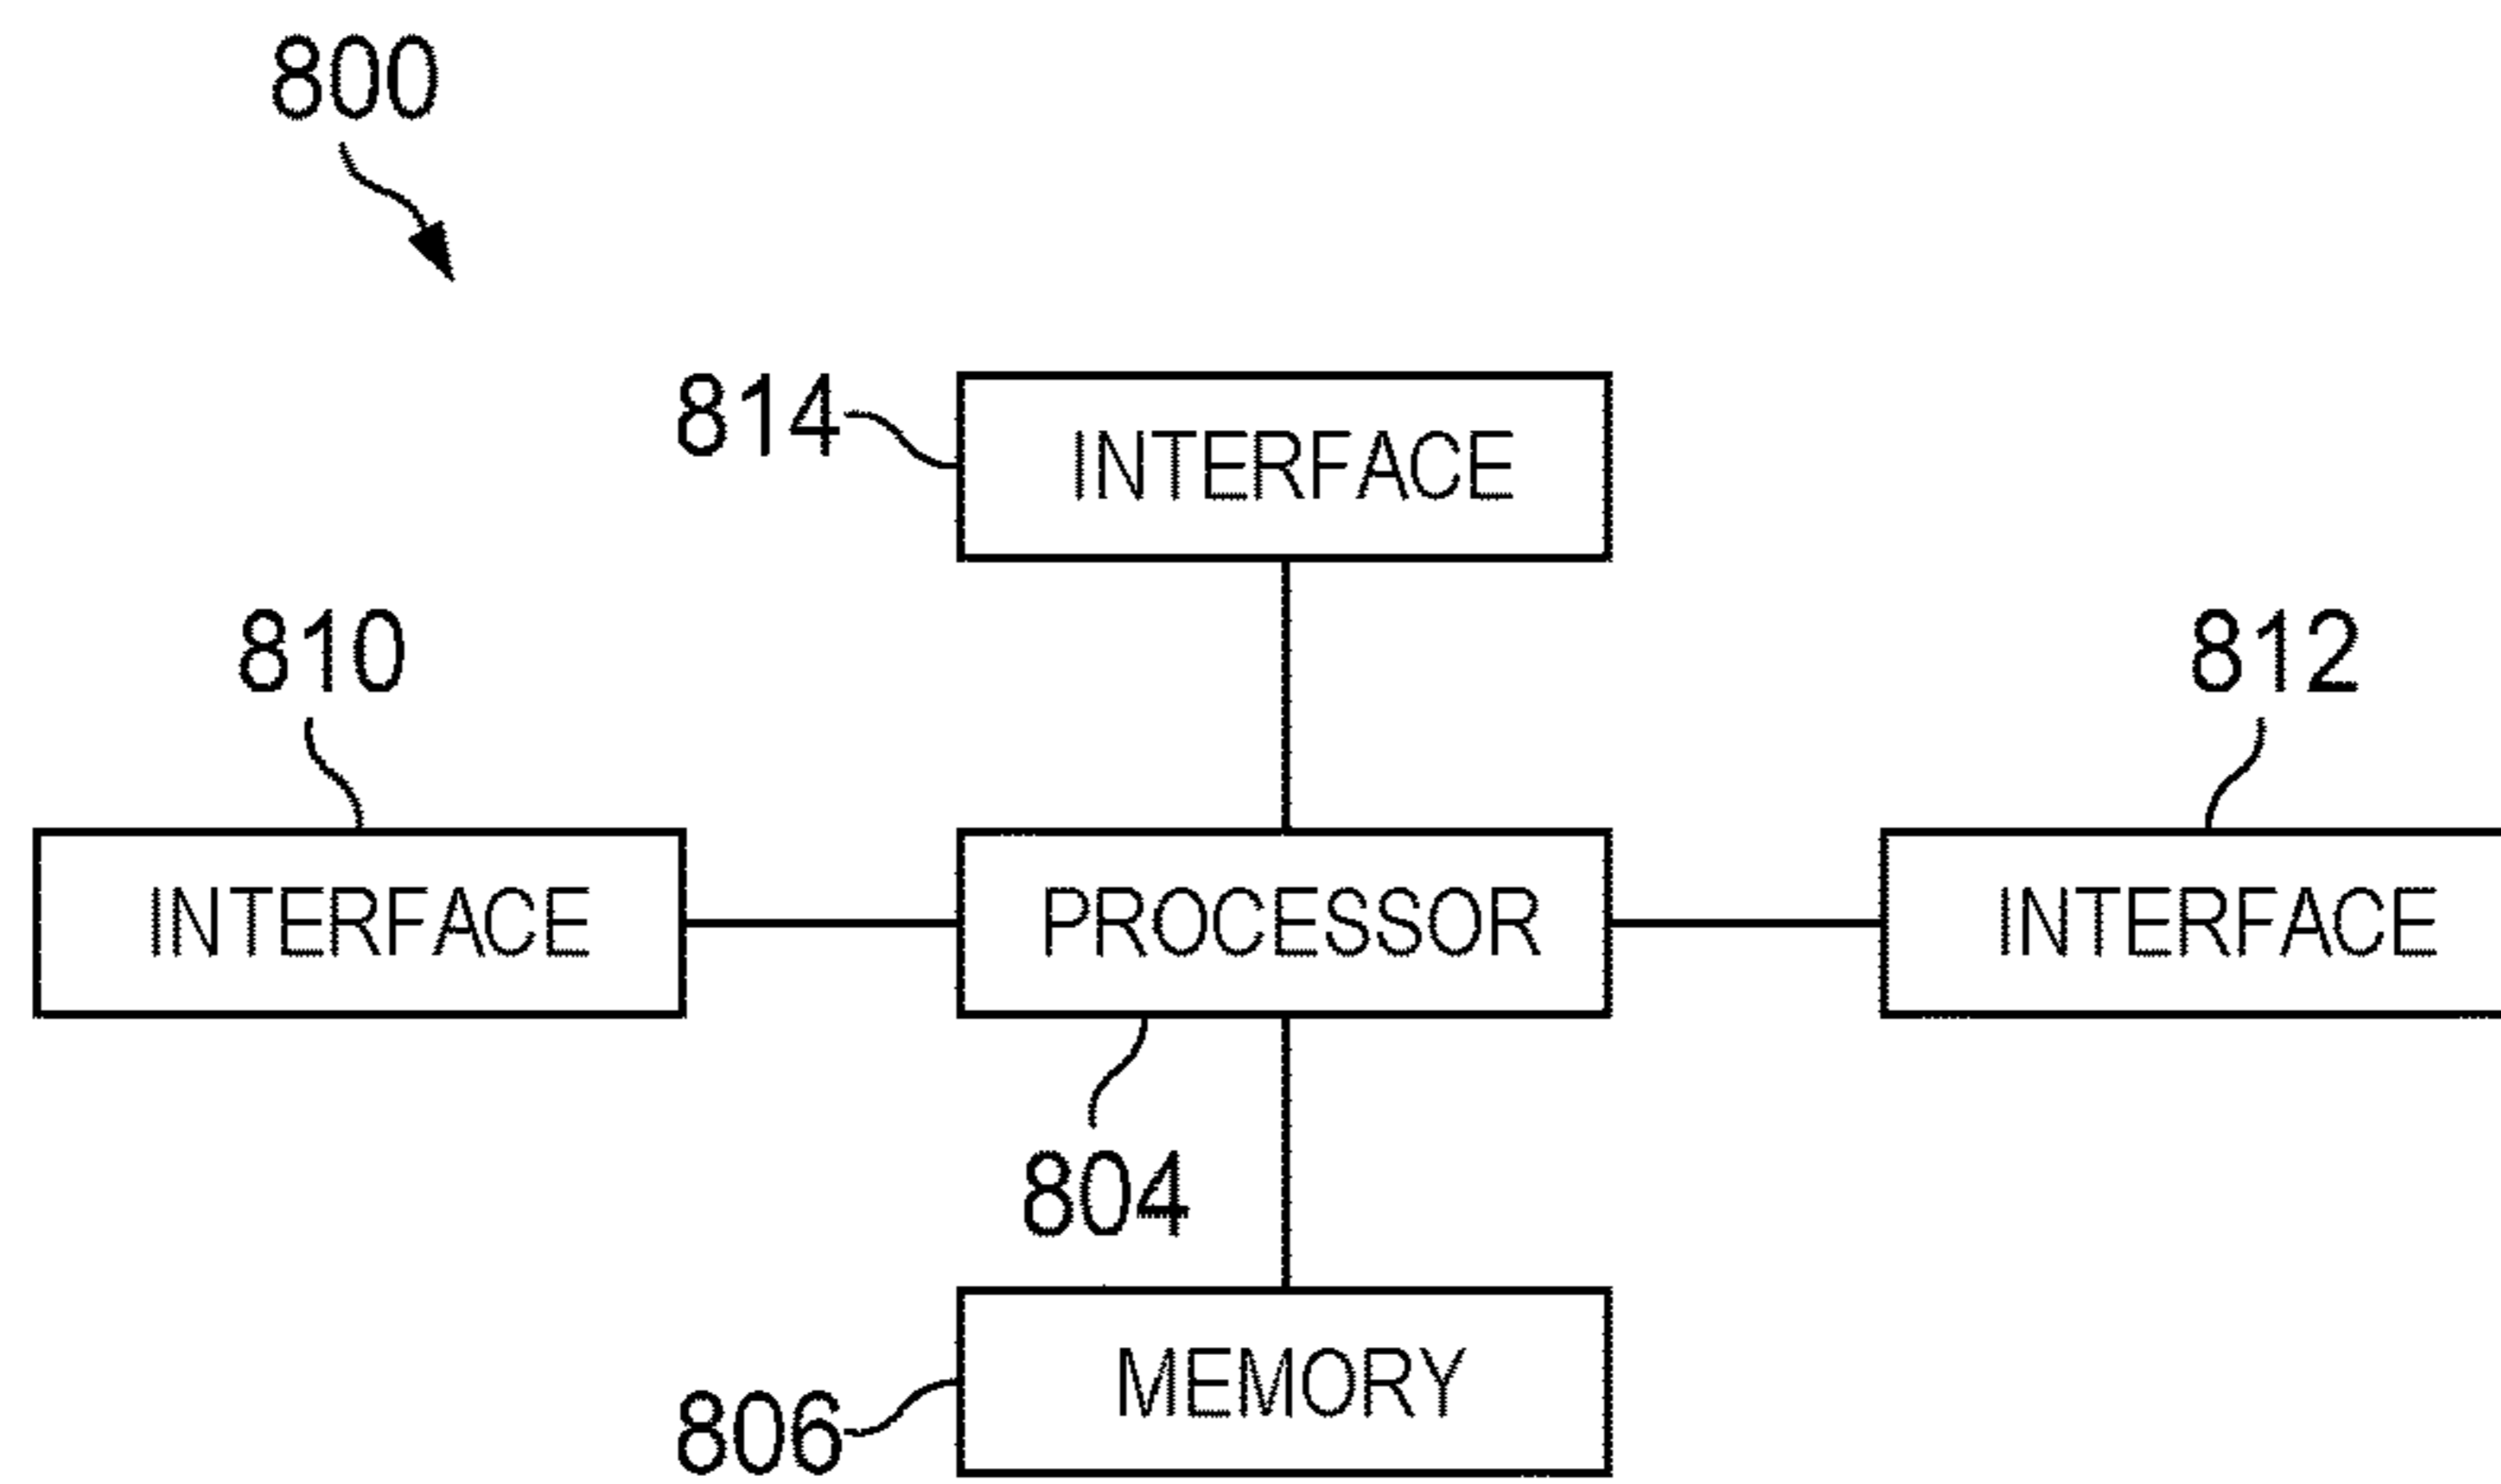 800
814
INTERFACE
810
812
INTERFACE
PROCESSOR
INTERFACE
804
MEMORY
806